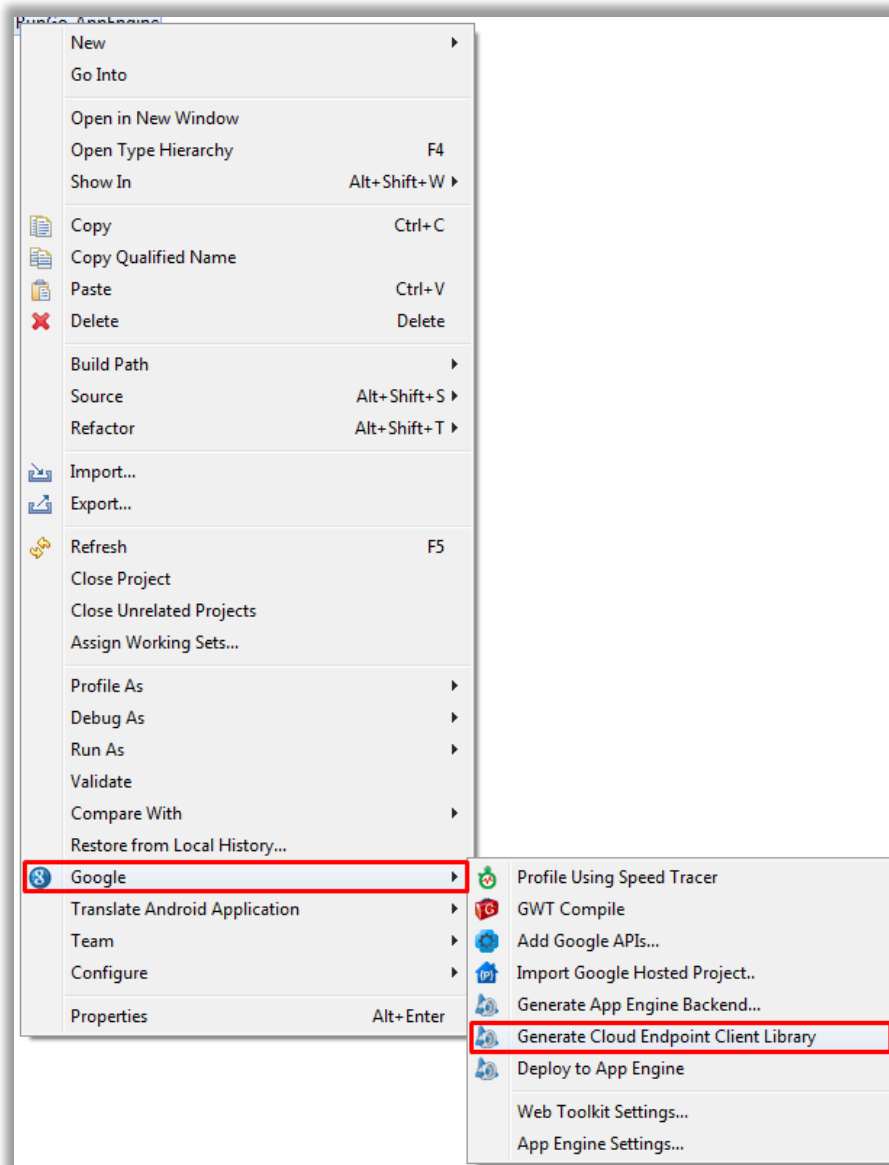 RunGo-AppEngine
New
Go Into
Open in New Window
Open Type Hierarchy F4
Show In Alt+Shift+W
Copy Ctrl+C
Copy Qualified Name
Paste Ctrl+V
Delete Delete
Build Path
Source Alt+Shift+S
Refactor Alt+Shift+T
Import...
Export...
Refresh F5
Close Project
Close Unrelated Projects
Assign Working Sets...
Profile As
Debug As
Run As
Validate
Compare With
Restore from Local History...
Google
Translate Android Application
Team
Configure
Properties Alt+Enter
Profile Using Speed Tracer
GWT Compile
Add Google APIs...
Import Google Hosted Project..
Generate App Engine Backend...
Generate Cloud Endpoint Client Library
Deploy to App Engine
Web Toolkit Settings...
App Engine Settings...